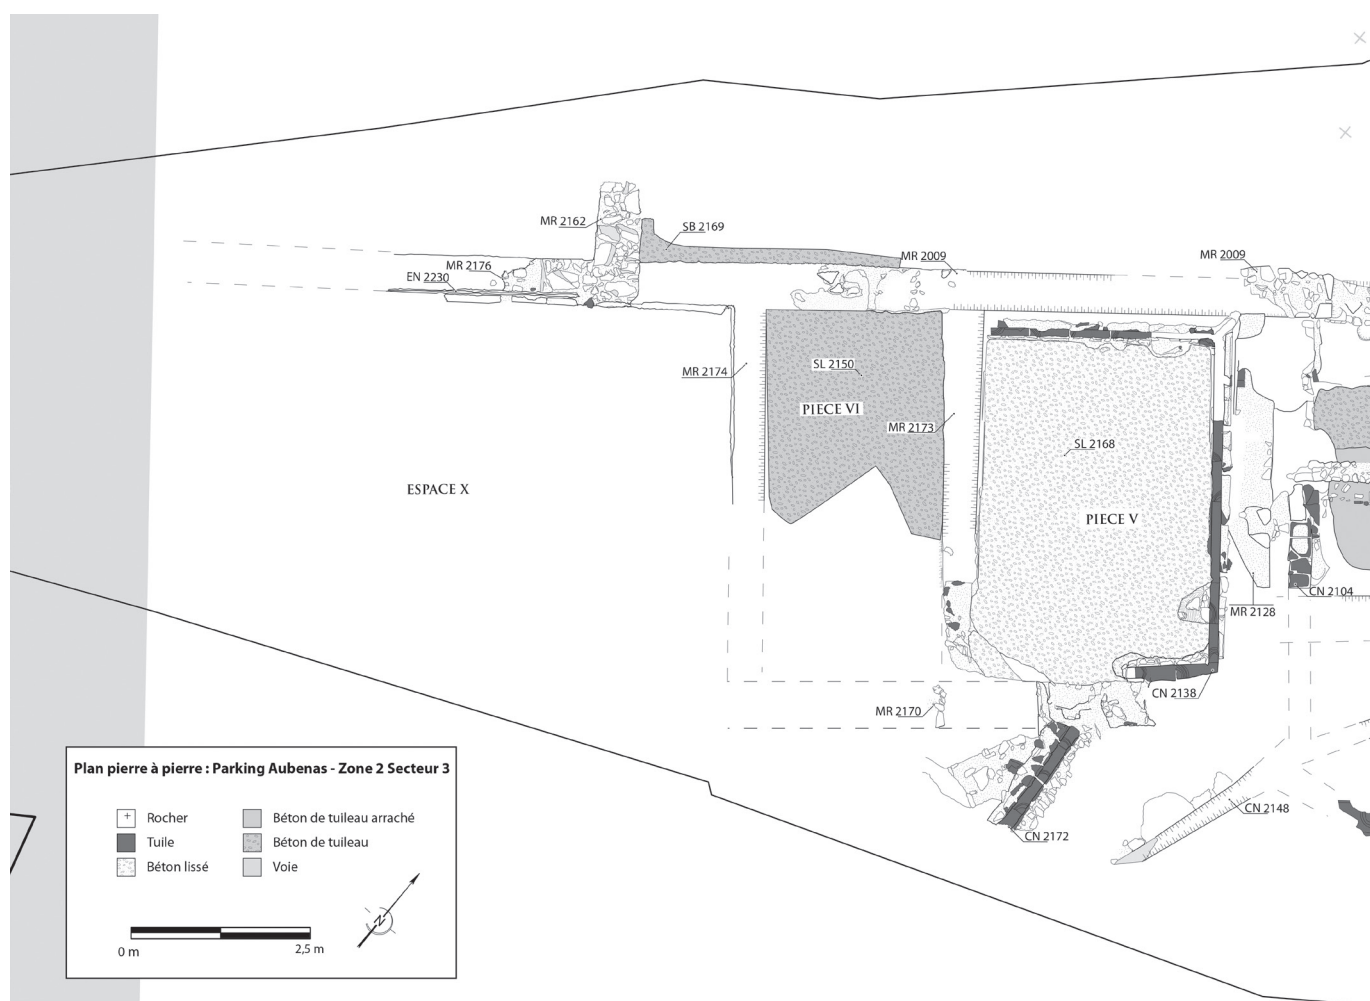 MR 2162
SB 2169
MR 2009
MR 2009
MR 2176
EN 2230
MR 2174
SL 2150
PIECE VI
MR 2173
SL 2168
ESPACE X
PIECE V
CN 2104
MR 2128
CN 2138
MR 2170
CN 2148
CN 2172
Plan pierre à pierre : Parking Aubenas - Zone 2 Secteur 3
Rocher
Béton de tuileau arraché
Tuile
Béton de tuileau
Béton lissé
Voie
N
0 m
2,5 m